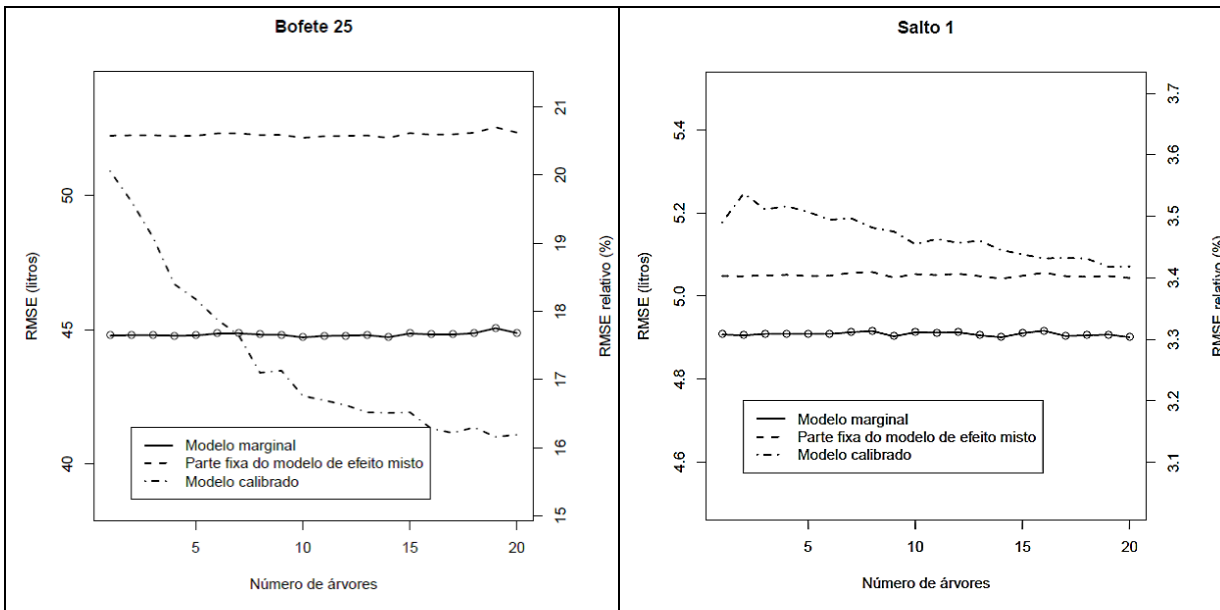 Bofete 25
RMSE (litros)
50
45
40
21
20
19
18
17
16
15
RMSE relativo (%)
Modelo marginal
Parte fixa do modelo de efeito misto
Modelo calibrado
5
10
15
20
Número de árvores
Salto 1
RMSE (litros)
5.4
5.2
5.0
4.8
4.6
3.7
3.6
3.5
3.4
3.3
3.2
3.1
RMSE relativo (%)
Modelo marginal
Parte fixa do modelo de efeito misto
Modelo calibrado
5
10
15
20
Número de árvores